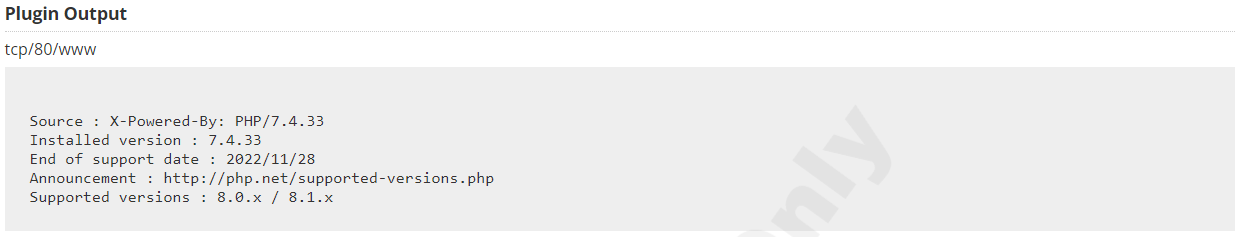 Plugin Output
tcp/80/www
Source : X-Powered-By: PHP/7.4.33
Installed version : 7.4.33
End of support date : 2022/11/28
Announcement : http://php.net/supported-versions.php
Supported versions : 8.0.x / 8.1.x
Only